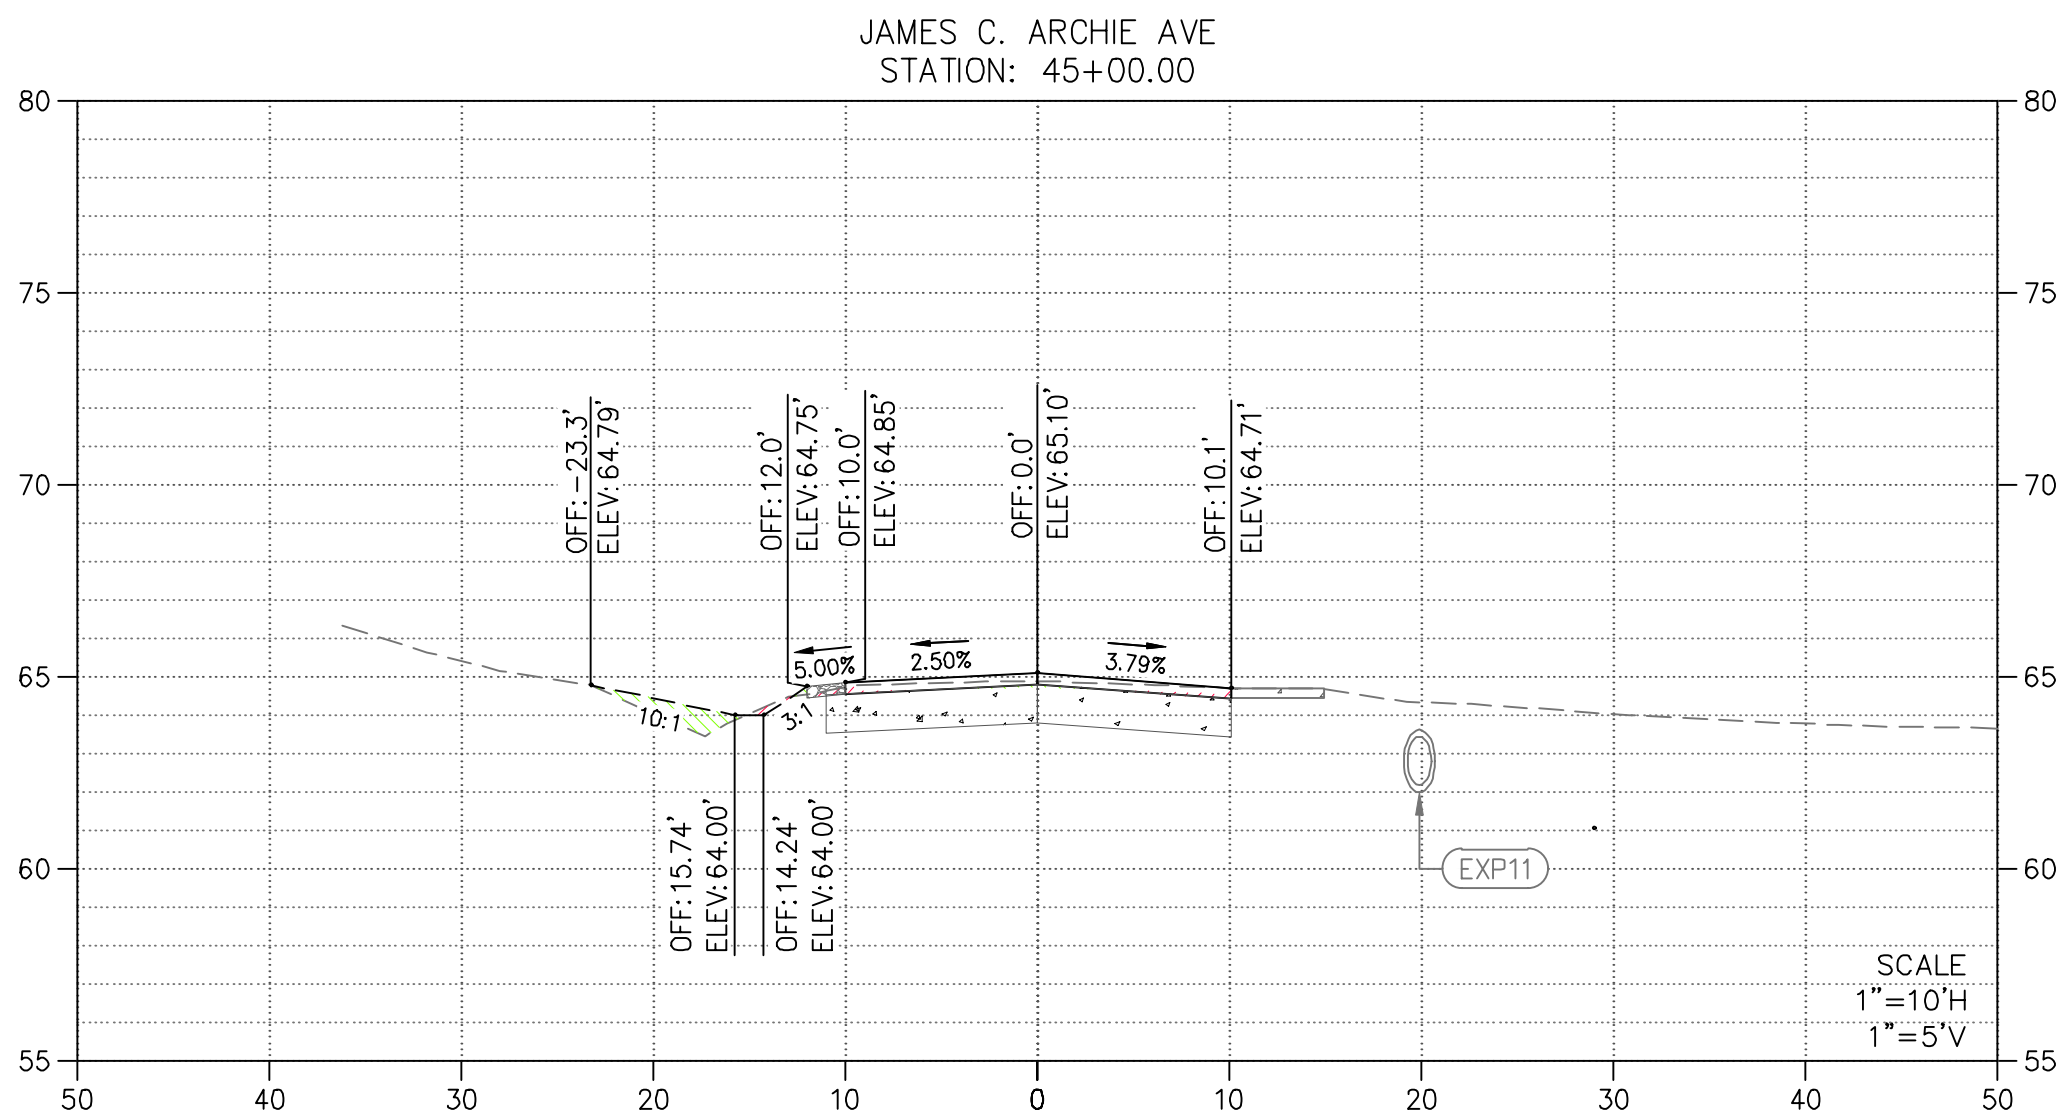 JAMES C. ARCHIE AVE
STATION: 45+00.00
80
80
75
75
70
70
65
65
60
60
55
55
OFF:-23.3'
ELEV:64.79'
OFF:12.0'
ELEV:64.75'
OFF:10.0'
ELEV:64.85'
OFF:0.0'
ELEV:65.10'
OFF:10.1'
ELEV:64.71'
5.00%
2.50%
3.79%
10:1
3:1
OFF:15.74'
ELEV:64.00'
OFF:14.24'
ELEV:64.00'
EXP11
SCALE
1"=10'H
1"=5'V
50
40
30
20
10
0
10
20
30
40
50